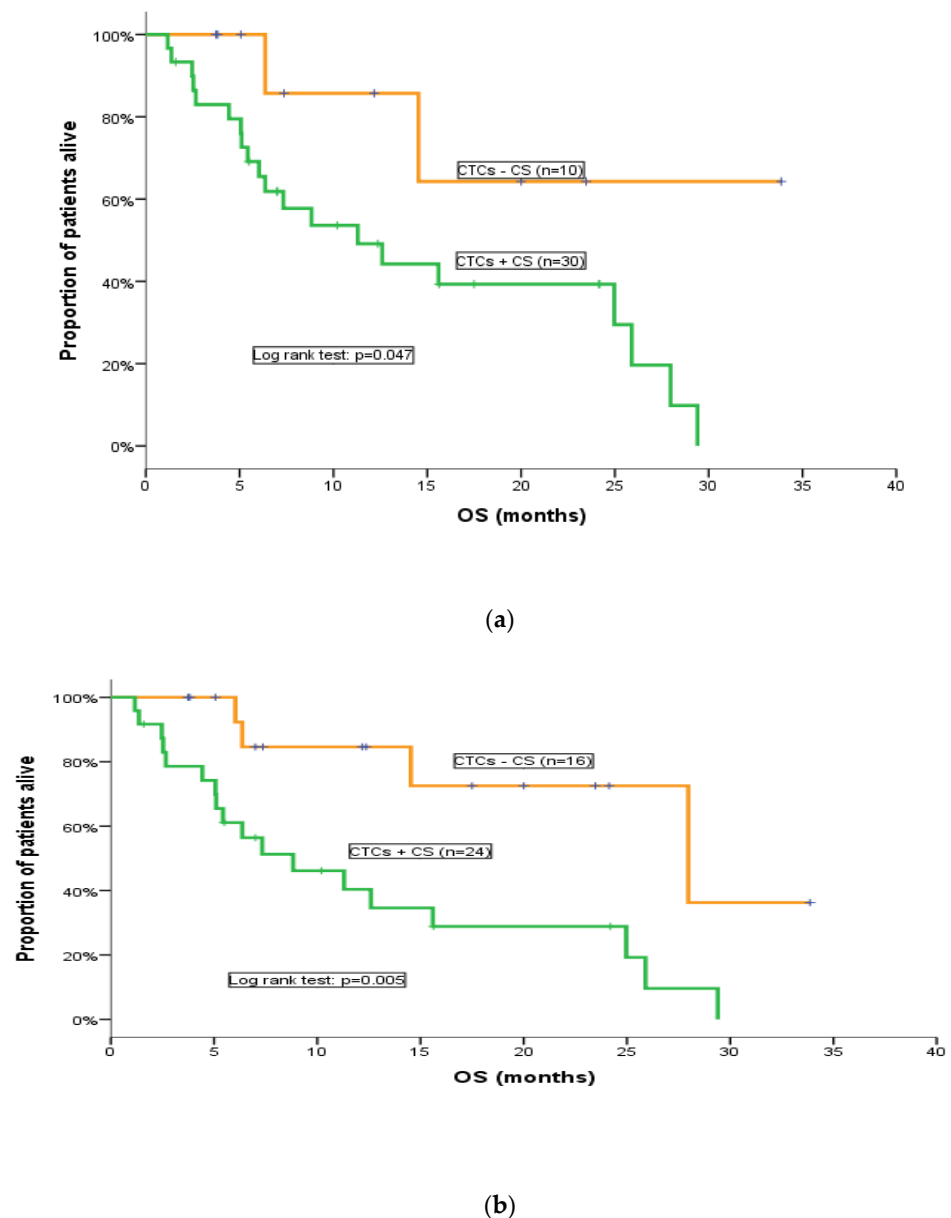 100%
80%
60%
40%
20%
0%
Proportion of patients alive
CTCs - CS (n=10)
CTCs + CS (n=30)
Log rank test: p=0.047
0 5 10 15 20 25 30 35 40
OS (months)
(a)
100%
80%
60%
40%
20%
0%
Proportion of patients alive
CTCs - CS (n=16)
CTCs + CS (n=24)
Log rank test: p=0.005
0 5 10 15 20 25 30 35 40
OS (months)
(b)